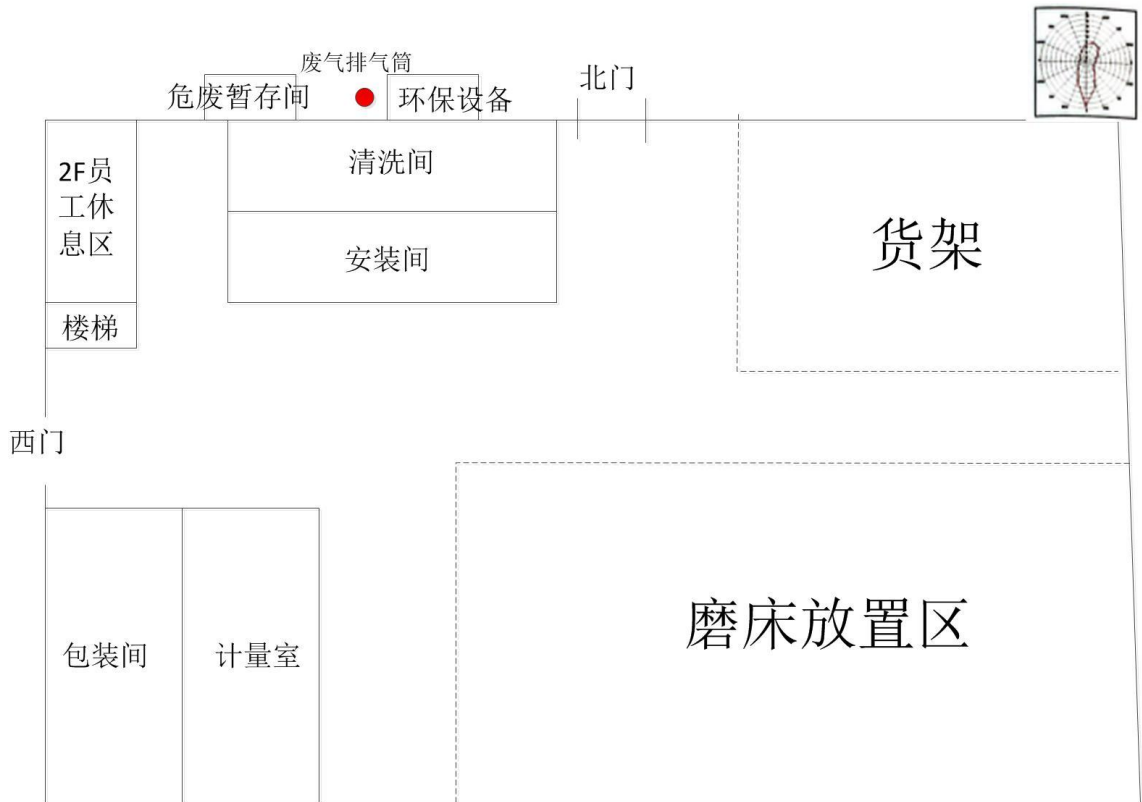 废气排气筒
危废暂存间
环保设备
北门
2F员
工休
息区
清洗间
安装间
货架
楼梯
西门
磨床放置区
包装间
计量室